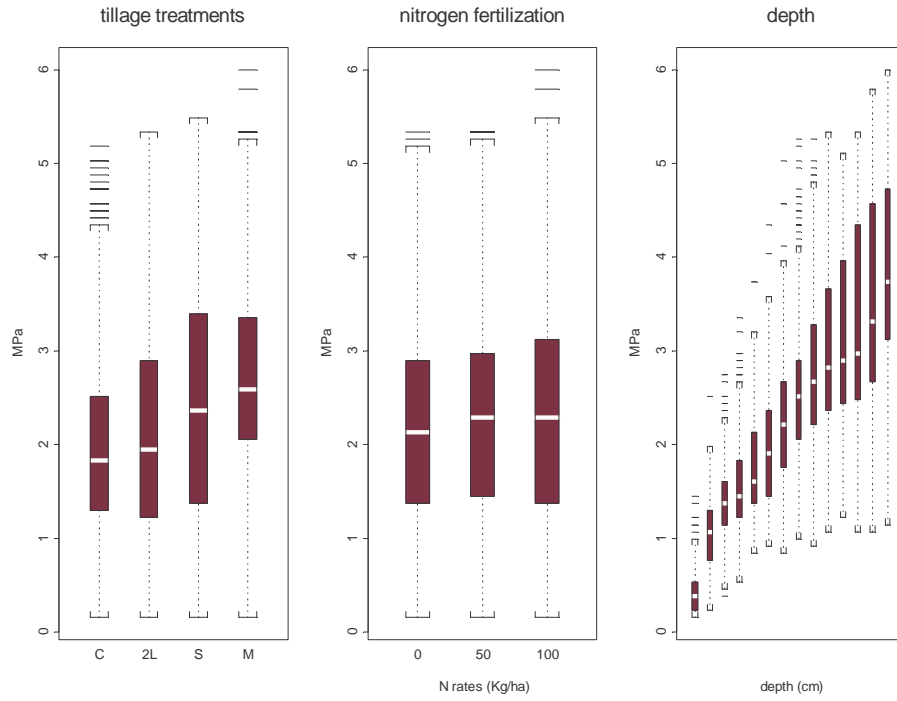 tillage treatments
nitrogen fertilization
depth
6
5
4
3
2
1
0
MPa
C 2L S M
6
5
4
3
2
1
0
MPa
0 50 100
N rates (Kg/ha)
6
5
4
3
2
1
0
MPa
depth (cm)